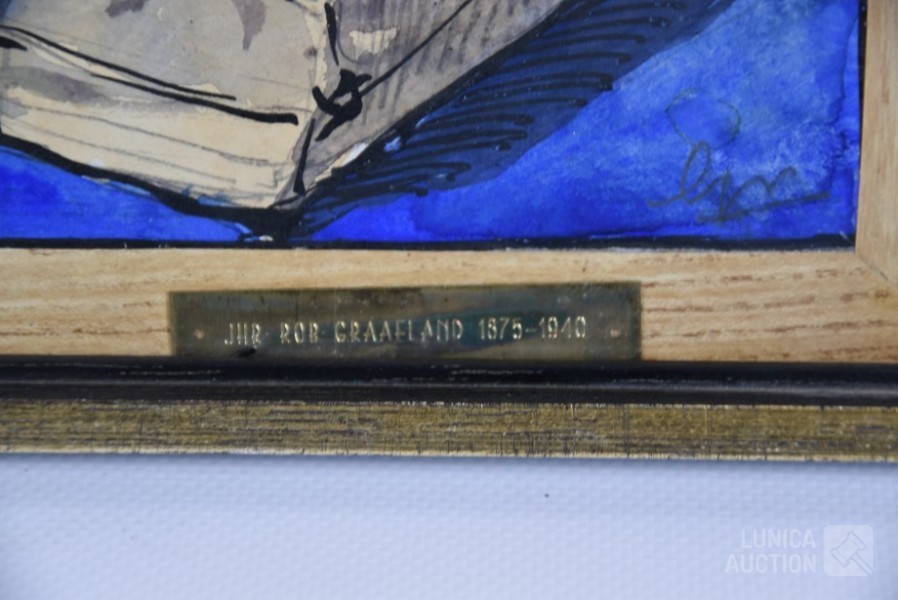 JHR ROB GRAAFLAND 1875-1940
LUNICA
AUCTION